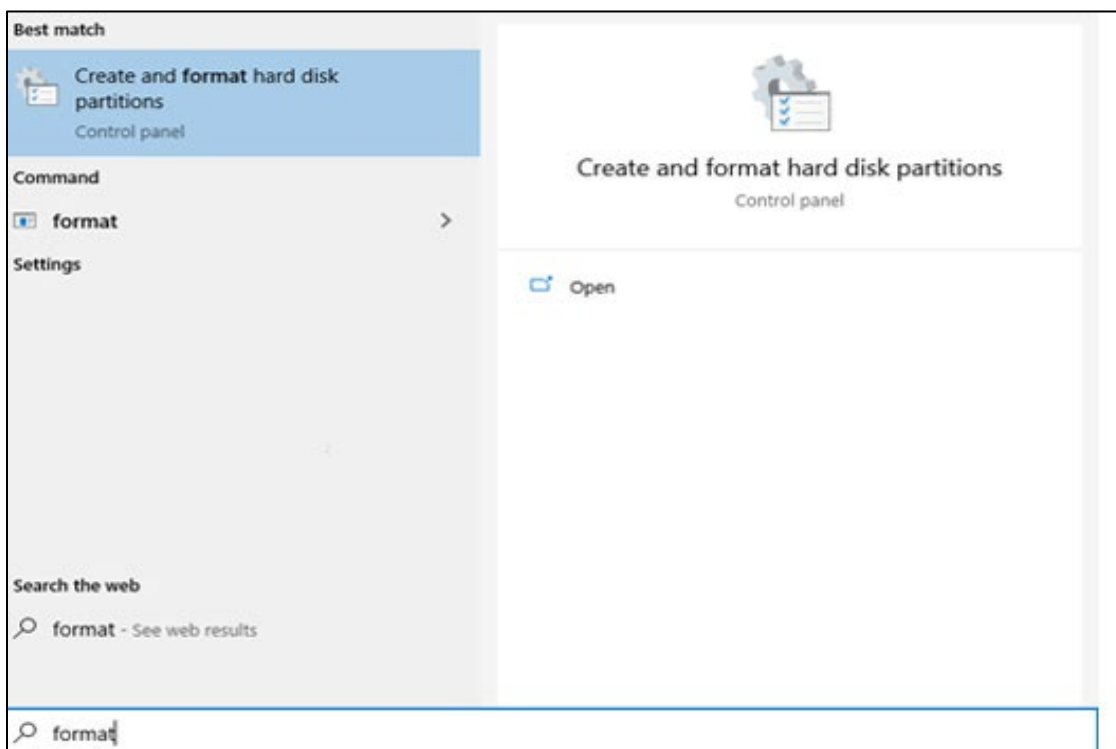 Best match
Create and format hard disk
partitions
Control panel
Command
format
Settings
Search the web
format - See web results
format
Create and format hard disk partitions
Control panel
Open